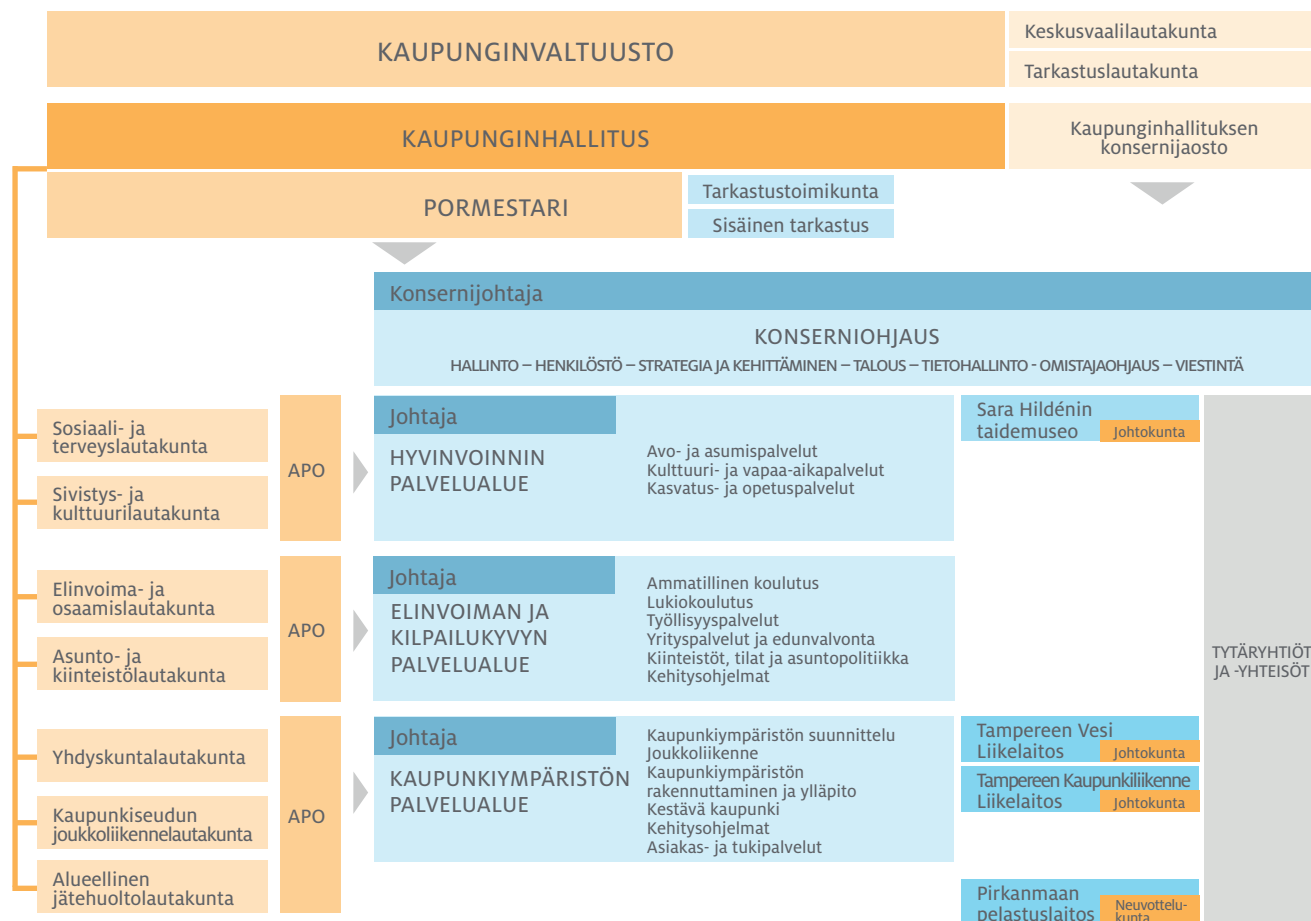 KAUPUNGINVALTUUSTO
Keskusvaalilautakunta
Tarkastuslautakunta
KAUPUNGINHALLITUS
Kaupunginhallituksen
konsernijaosto
PORMESTARI
Tarkastustoimikunta
Sisäinen tarkastus
Konsernijohtaja
KONSERNIOHJAUS
HALLINTO – HENKILÖSTÖ – STRATEGIA JA KEHITTÄMINEN – TALOUS – TIETOHALLINTO - OMISTAJAOHJAUS – VIESTINTÄ
Sosiaali- ja
terveyslautakunta
Sivistys- ja
kulttuurilautakunta
APO
Johtaja
HYVINVOINNIN
PALVELUALUE
Avo- ja asumispalvelut
Kulttuuri- ja vapaa-aikapalvelut
Kasvatus- ja opetuspalvelut
Sara Hildénin
taidemuseo
Johtokunta
Elinvoima- ja
osaamislautakunta
Asunto- ja
kiinteistölautakunta
APO
Johtaja
ELINVOIMAN JA
KILPAILUKYVYN
PALVELUALUE
Ammatillinen koulutus
Lukiokoulutus
Työllisyyspalvelut
Yrityspalvelut ja edunvalvonta
Kiinteistöt, tilat ja asuntopolitiikka
Kehitysohjelmat
TYTÄRYHTIÖT
JA -YHTEISÖT
Yhdyskuntalautakunta
Kaupunkiseudun
joukkoliikennelautakunta
Alueellinen
jätehuoltolautakunta
APO
Johtaja
KAUPUNKIYMPÄRISTÖN
PALVELUALUE
Kaupunkiympäristön suunnittelu
Joukkoliikenne
Kaupunkiympäristön
rakennuttaminen ja ylläpito
Kestävä kaupunki
Kehitysohjelmat
Asiakas- ja tukipalvelut
Tampereen Vesi
Liikelaitos
Johtokunta
Tampereen Kaupunkiliikenne
Liikelaitos
Johtokunta
Pirkanmaan
pelastuslaitos
Neuvottelu-
kunta